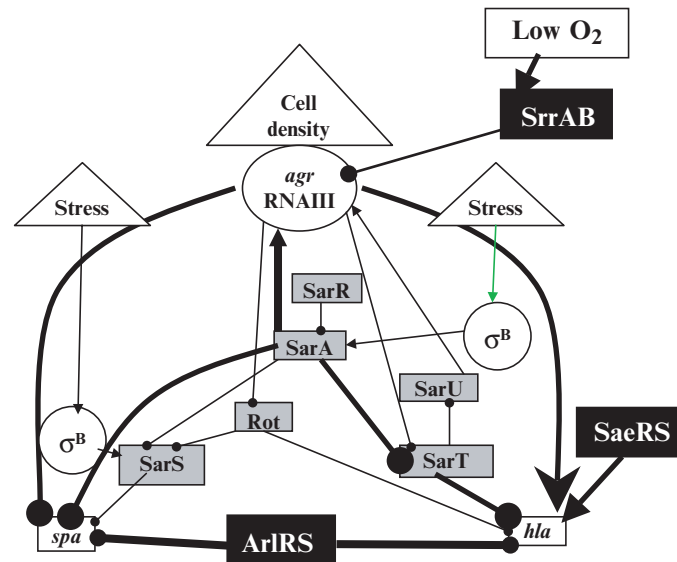 Low O2
SrrAB
Cell
density
agr
RNAIII
Stress
Stress
SarR
σB
SarA
SarU
Rot
SaeRS
σB
SarS
SarT
spa
ArlRS
hla